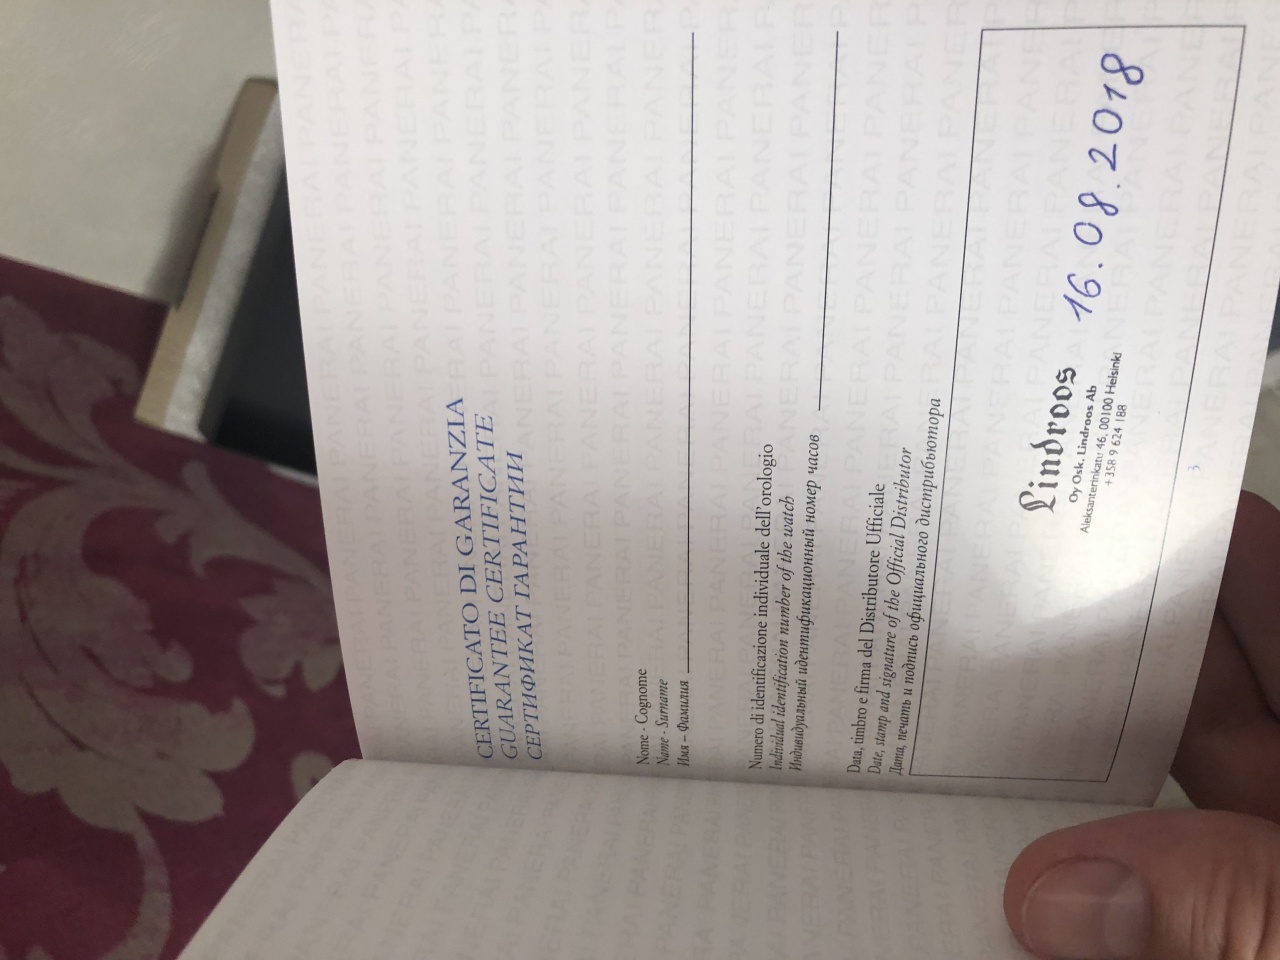 CERTIFICATO DI GARANZIA
GUARANTEE CERTIFICATE
СЕРТИФИКАТ ГАРАНТИИ
Nome - Cognome
Name - Surname
Имя – Фамилия
Numero di identificazione individuale dell'orologio
Individual identification number of the watch
Индивидуальный идентификационный номер часов
Data, timbro e firma del Distributore Ufficiale
Date, stamp and signature of the Official Distributor
Дата, печать и подпись официального дистрибьютора
Lindroos 16.08.2018
Oy Osk. Lindroos Ab
Aleksanterinkatu 46, 00100 Helsinki
+358 9 624 188
3